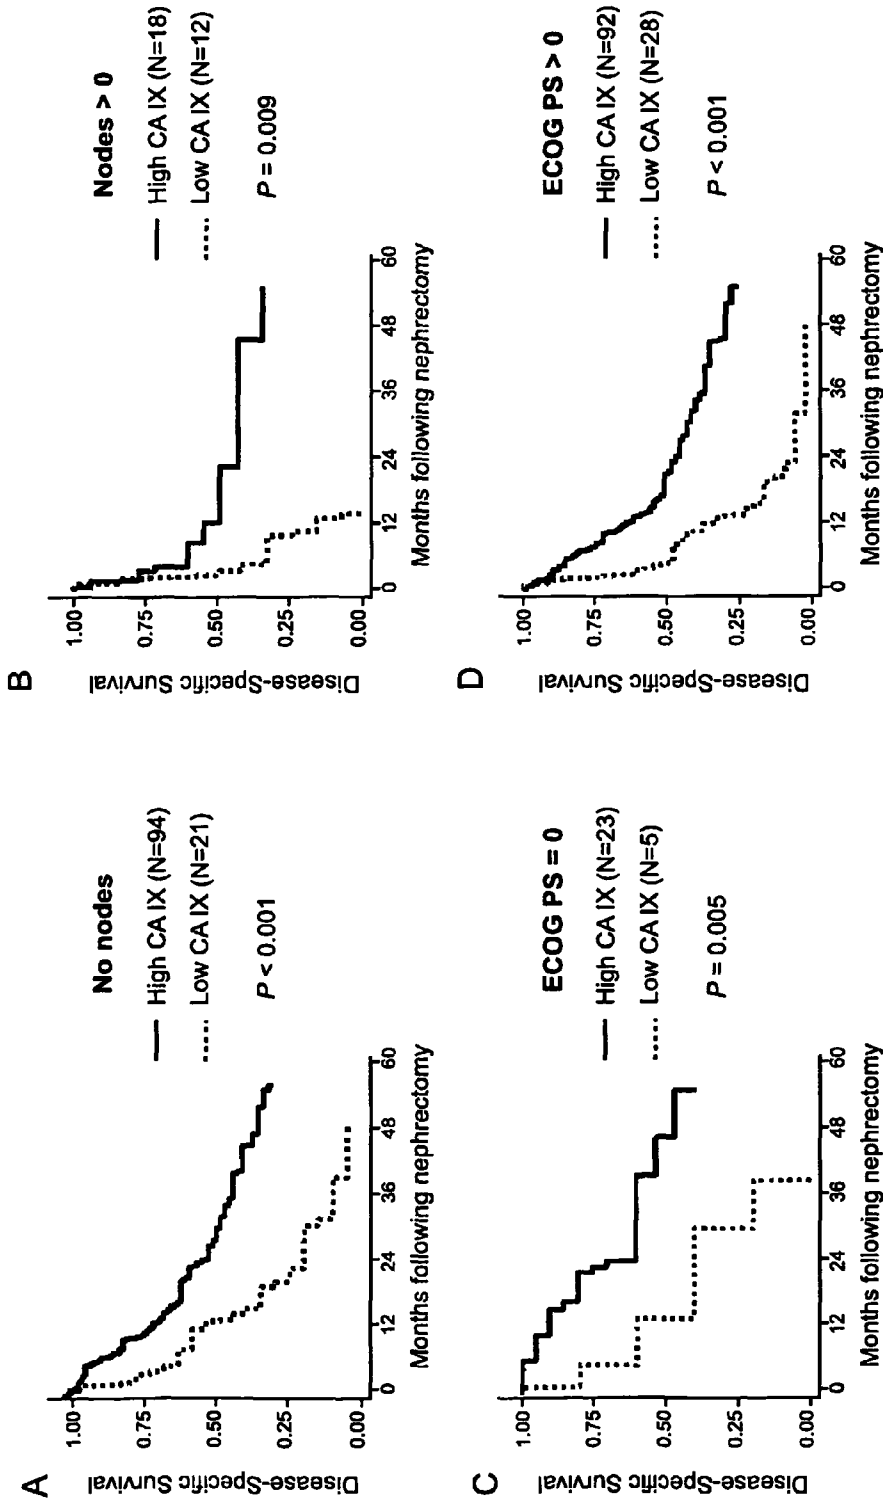 A
No nodes
High CA IX (N=94)
Low CA IX (N=21)
P < 0.001
Disease-Specific Survival
1.00
0.75
0.50
0.25
0.00
0 12 24 36 48 60
Months following nephrectomy
B
Nodes > 0
High CA IX (N=18)
Low CA IX (N=12)
P = 0.009
Disease-Specific Survival
1.00
0.75
0.50
0.25
0.00
0 12 24 36 48 60
Months following nephrectomy
C
ECOG PS = 0
High CA IX (N=23)
Low CA IX (N=5)
P = 0.005
Disease-Specific Survival
1.00
0.75
0.50
0.25
0.00
0 12 24 36 48 60
Months following nephrectomy
D
ECOG PS > 0
High CA IX (N=92)
Low CA IX (N=28)
P < 0.001
Disease-Specific Survival
1.00
0.75
0.50
0.25
0.00
0 12 24 36 48 60
Months following nephrectomy